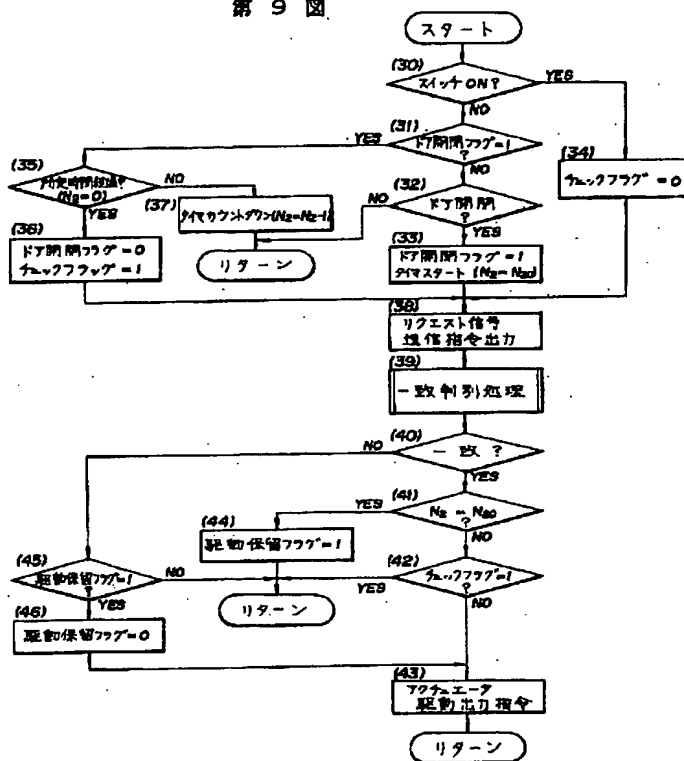 第 9 図
スタート
(30)
スイッチON?
YES
NO
(31)
ドア開閉フラグ=1
?
YES
NO
(34)
チェックフラグ=0
(35)
所定時間経過?
(N2=0)
NO
YES
(32)
ドア開閉
?
NO
YES
(37)
タイマカウントダウン(N2=N2-1)
リターン
(36)
ドア開閉フラグ=0
チェックフラッグ=1
(33)
ドア開閉フラグ=1
タイマスタート (N2=N20)
(38)
リクエスト信号
送信指令出力
(39)
一致判別処理
(40)
一致?
NO
YES
(41)
N2=N20
?
YES
NO
(44)
駆動保留フラグ=1
(45)
駆動保留フラグ=1
?
NO
YES
(42)
チェックフラグ=1
?
YES
NO
リターン
(46)
駆動保留フラグ=0
(43)
アクチュエータ
駆動出力指令
リターン